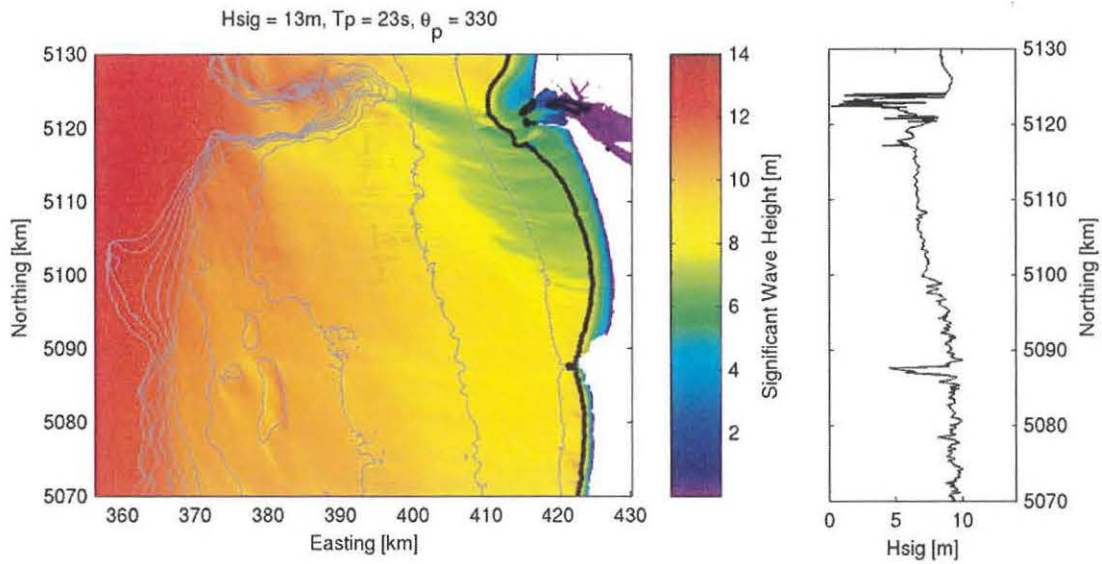 Hsig = 13m, Tp = 23s, θp = 330
5130
5120
5110
5100
5090
5080
5070
Northing [km]
360 370 380 390 400 410 420 430
Easting [km]
14
12
10
8
6
4
2
Significant Wave Height [m]
5130
5120
5110
5100
5090
5080
5070
Northing [km]
0 5 10
Hsig [m]